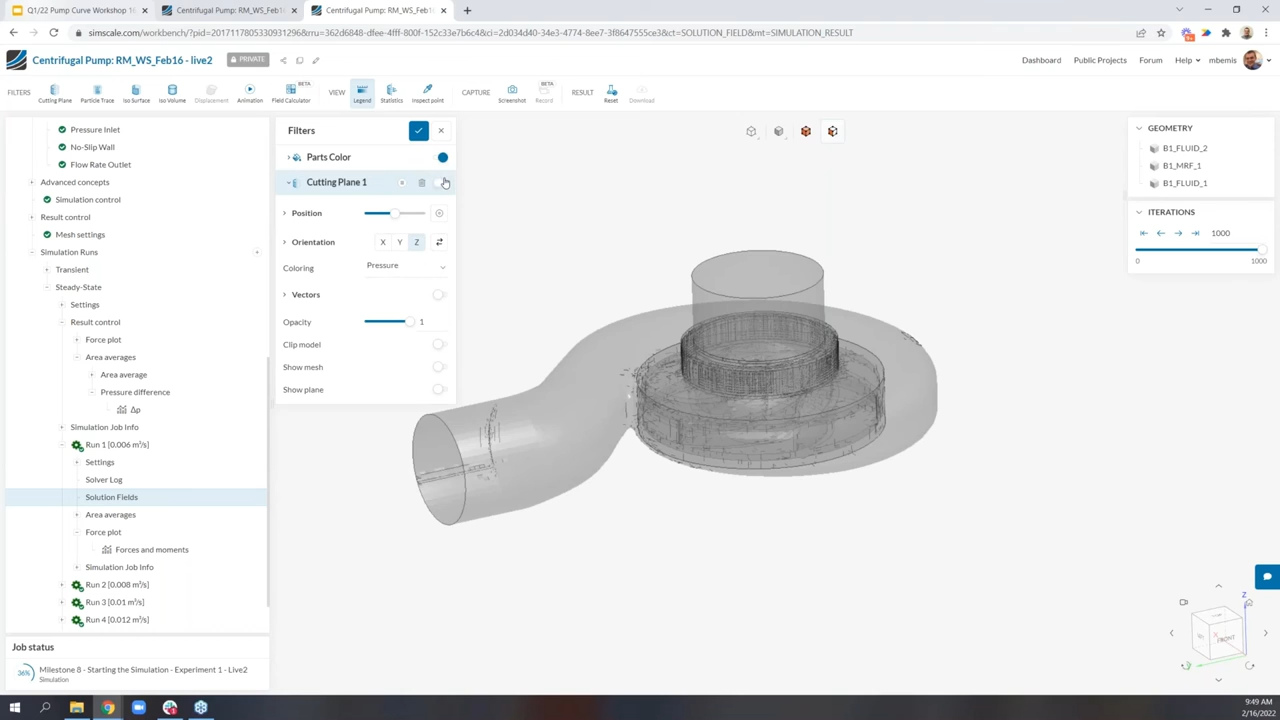 Q1/22 Pump Curve Workshop 16
Centrifugal Pump: RM_WS_Feb16
Centrifugal Pump: RM_WS_Feb16
simscale.com/workbench/?pid=2017117805330931296&rru=362d6848-dfee-4fff-800f-152c33e7b6c4&ci=2d034d40-34e3-4774-8ee7-3f8647555ce3&ct=SOLUTION_FIELD&mt=SIMULATION_RESULT
Centrifugal Pump: RM_WS_Feb16 - live2
PRIVATE
Dashboard
Public Projects
Forum
Help
mbemis
FILTERS
Cutting Plane
Particle Trace
Iso Surface
Iso Volume
Displacement
Animation
BETA
Field Calculator
VIEW
Legend
Statistics
Inspect point
CAPTURE
Screenshot
BETA
Record
RESULT
Reset
Download
Pressure Inlet
No-Slip Wall
Flow Rate Outlet
Advanced concepts
Simulation control
Result control
Mesh settings
Simulation Runs
Transient
Steady-State
Settings
Result control
Force plot
Area averages
Area average
Pressure difference
Δp
Simulation Job Info
Run 1 [0.006 m³/s]
Settings
Solver Log
Solution Fields
Area averages
Force plot
Forces and moments
Simulation Job Info
Run 2 [0.008 m³/s]
Run 3 [0.01 m³/s]
Run 4 [0.012 m³/s]
Job status
36%
Milestone 8 - Starting the Simulation - Experiment 1 - Live2
Simulation
Filters
Parts Color
Cutting Plane 1
Position
Orientation
X
Y
Z
Coloring
Pressure
Vectors
Opacity
1
Clip model
Show mesh
Show plane
GEOMETRY
B1_FLUID_2
B1_MRF_1
B1_FLUID_1
ITERATIONS
1000
0
1000
Z
FRONT
9:49 AM
2/16/2022